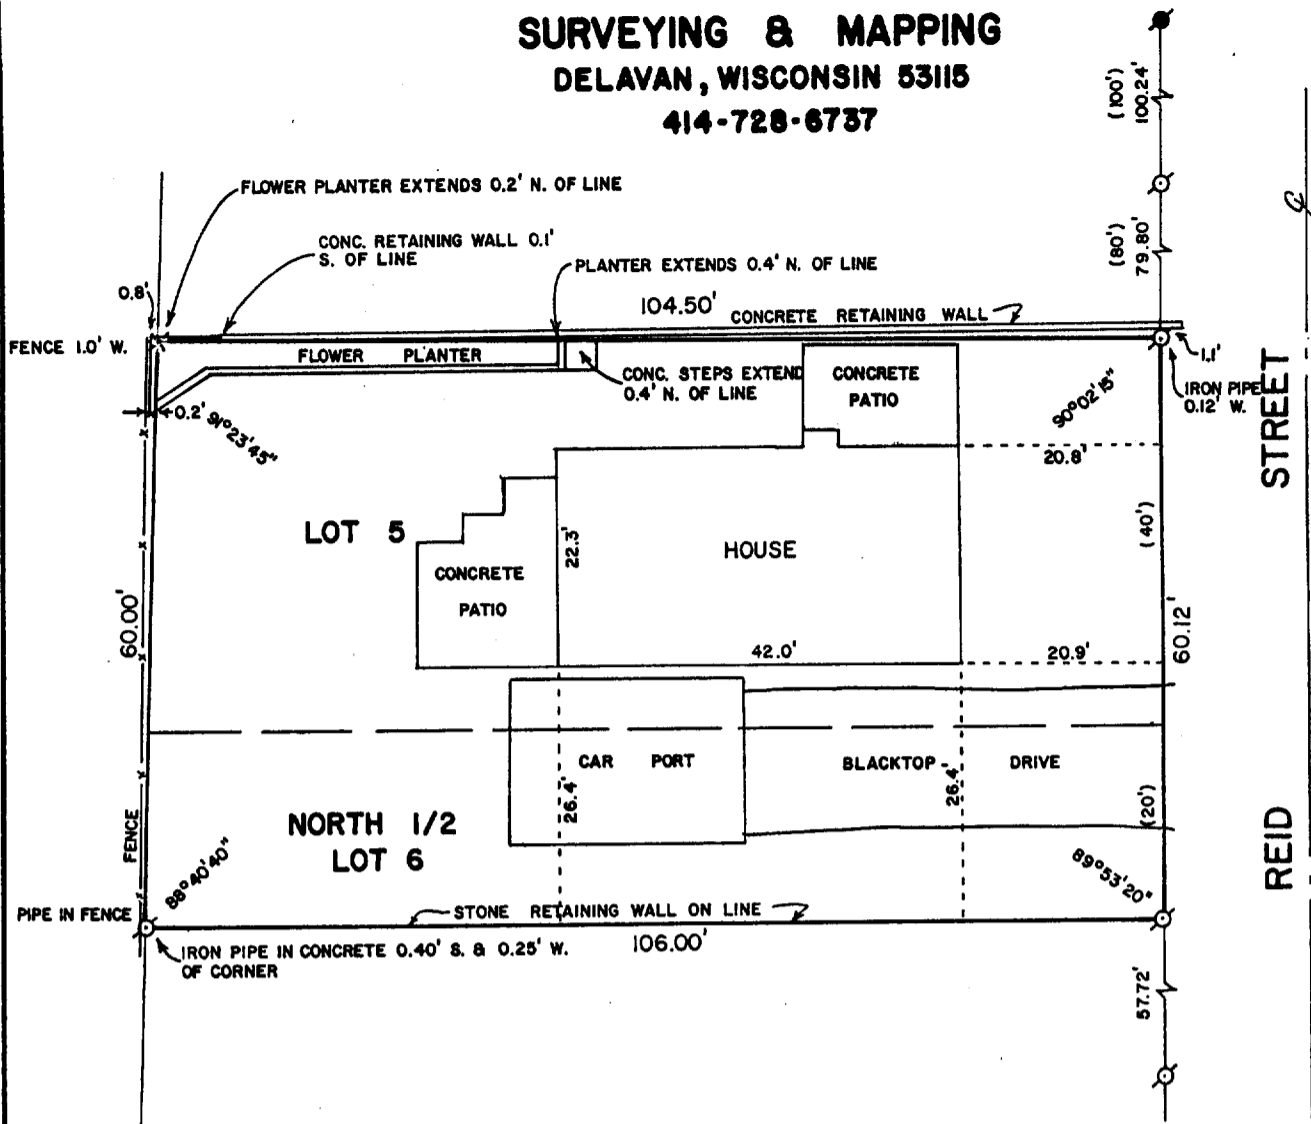 SURVEYING & MAPPING
DELAVAN, WISCONSIN 53115
414-728-6737
(100')
100.24'
FLOWER PLANTER EXTENDS 0.2' N. OF LINE
(80')
79.80'
CONC. RETAINING WALL 0.1'
S. OF LINE
PLANTER EXTENDS 0.4' N. OF LINE
0.8'
104.50'
CONCRETE RETAINING WALL
FENCE 1.0' W.
FLOWER PLANTER
1.1'
CONC. STEPS EXTEND
0.4' N. OF LINE
CONCRETE
PATIO
90°02'15"
IRON PIPE
0.12' W.
STREET
0.2'
91°23'45"
20.8'
LOT 5
22.3'
HOUSE
(40')
CONCRETE
PATIO
60.00'
60.12'
42.0'
20.9'
CAR PORT
BLACKTOP
DRIVE
26.4'
26.4'
(20')
FENCE
NORTH 1/2
LOT 6
88°40'40"
89°53'20"
REID
PIPE IN FENCE
STONE RETAINING WALL ON LINE
106.00'
IRON PIPE IN CONCRETE 0.40' S. & 0.25' W.
OF CORNER
57.72'